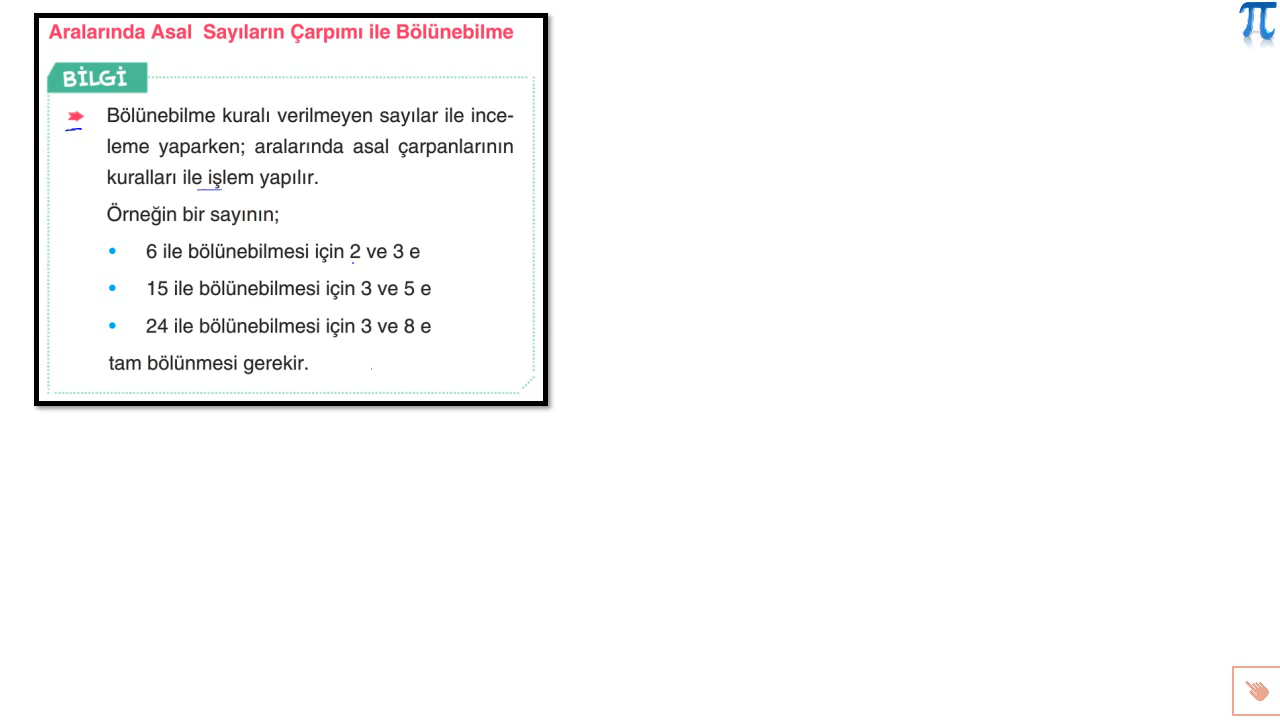 Aralarında Asal Sayıların Çarpımı ile Bölünebilme
BİLGİ
Bölünebilme kuralı verilmeyen sayılar ile ince-
leme yaparken; aralarında asal çarpanlarının
kuralları ile işlem yapılır.
Örneğin bir sayının;
• 6 ile bölünebilmesi için 2 ve 3 e
• 15 ile bölünebilmesi için 3 ve 5 e
• 24 ile bölünebilmesi için 3 ve 8 e
tam bölünmesi gerekir.
π